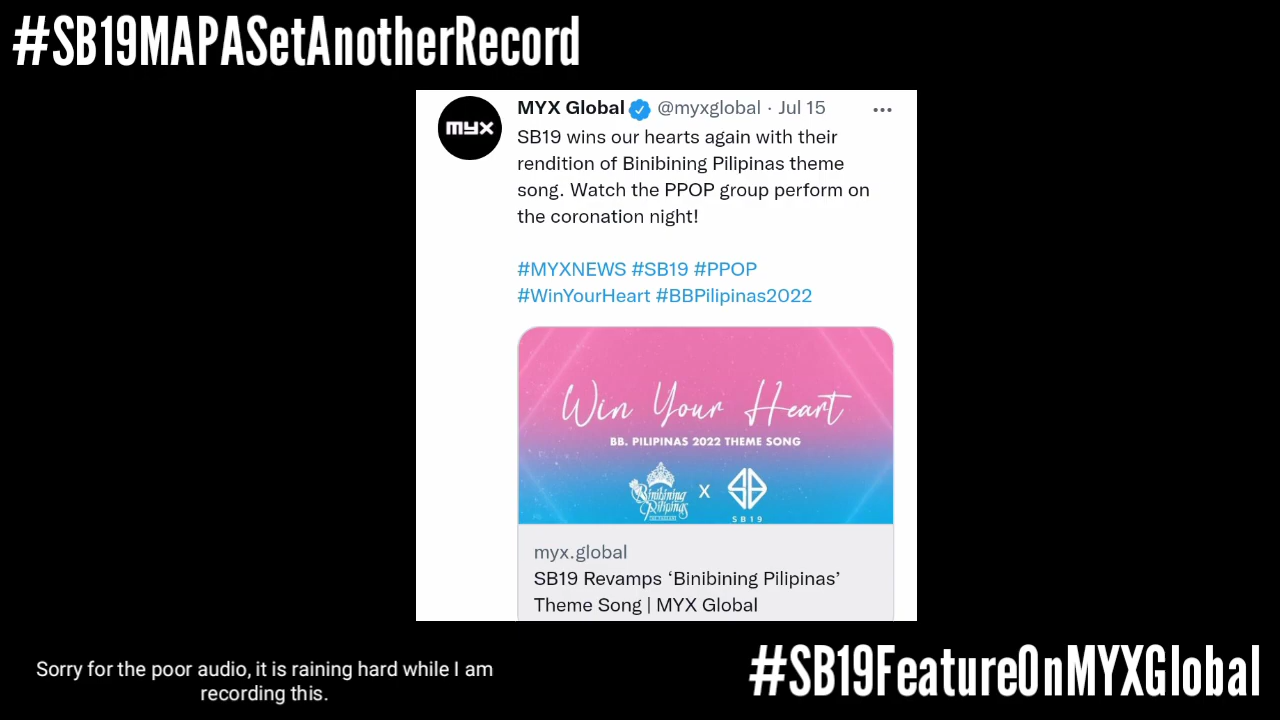 #SB19MAPASetAnotherRecord
myx
MYX Global @myxglobal · Jul 15 ...
SB19 wins our hearts again with their
rendition of Binibining Pilipinas theme
song. Watch the PPOP group perform on
the coronation night!
#MYXNEWS #SB19 #PPOP
#WinYourHeart #BBPilipinas2022
Win Your Heart
BB. PILIPINAS 2022 THEME SONG
Binibining
Pilipinas
X
SB19
myx.global
SB19 Revamps ‘Binibining Pilipinas’
Theme Song | MYX Global
Sorry for the poor audio, it is raining hard while I am
recording this.
#SB19FeatureOnMYXGlobal